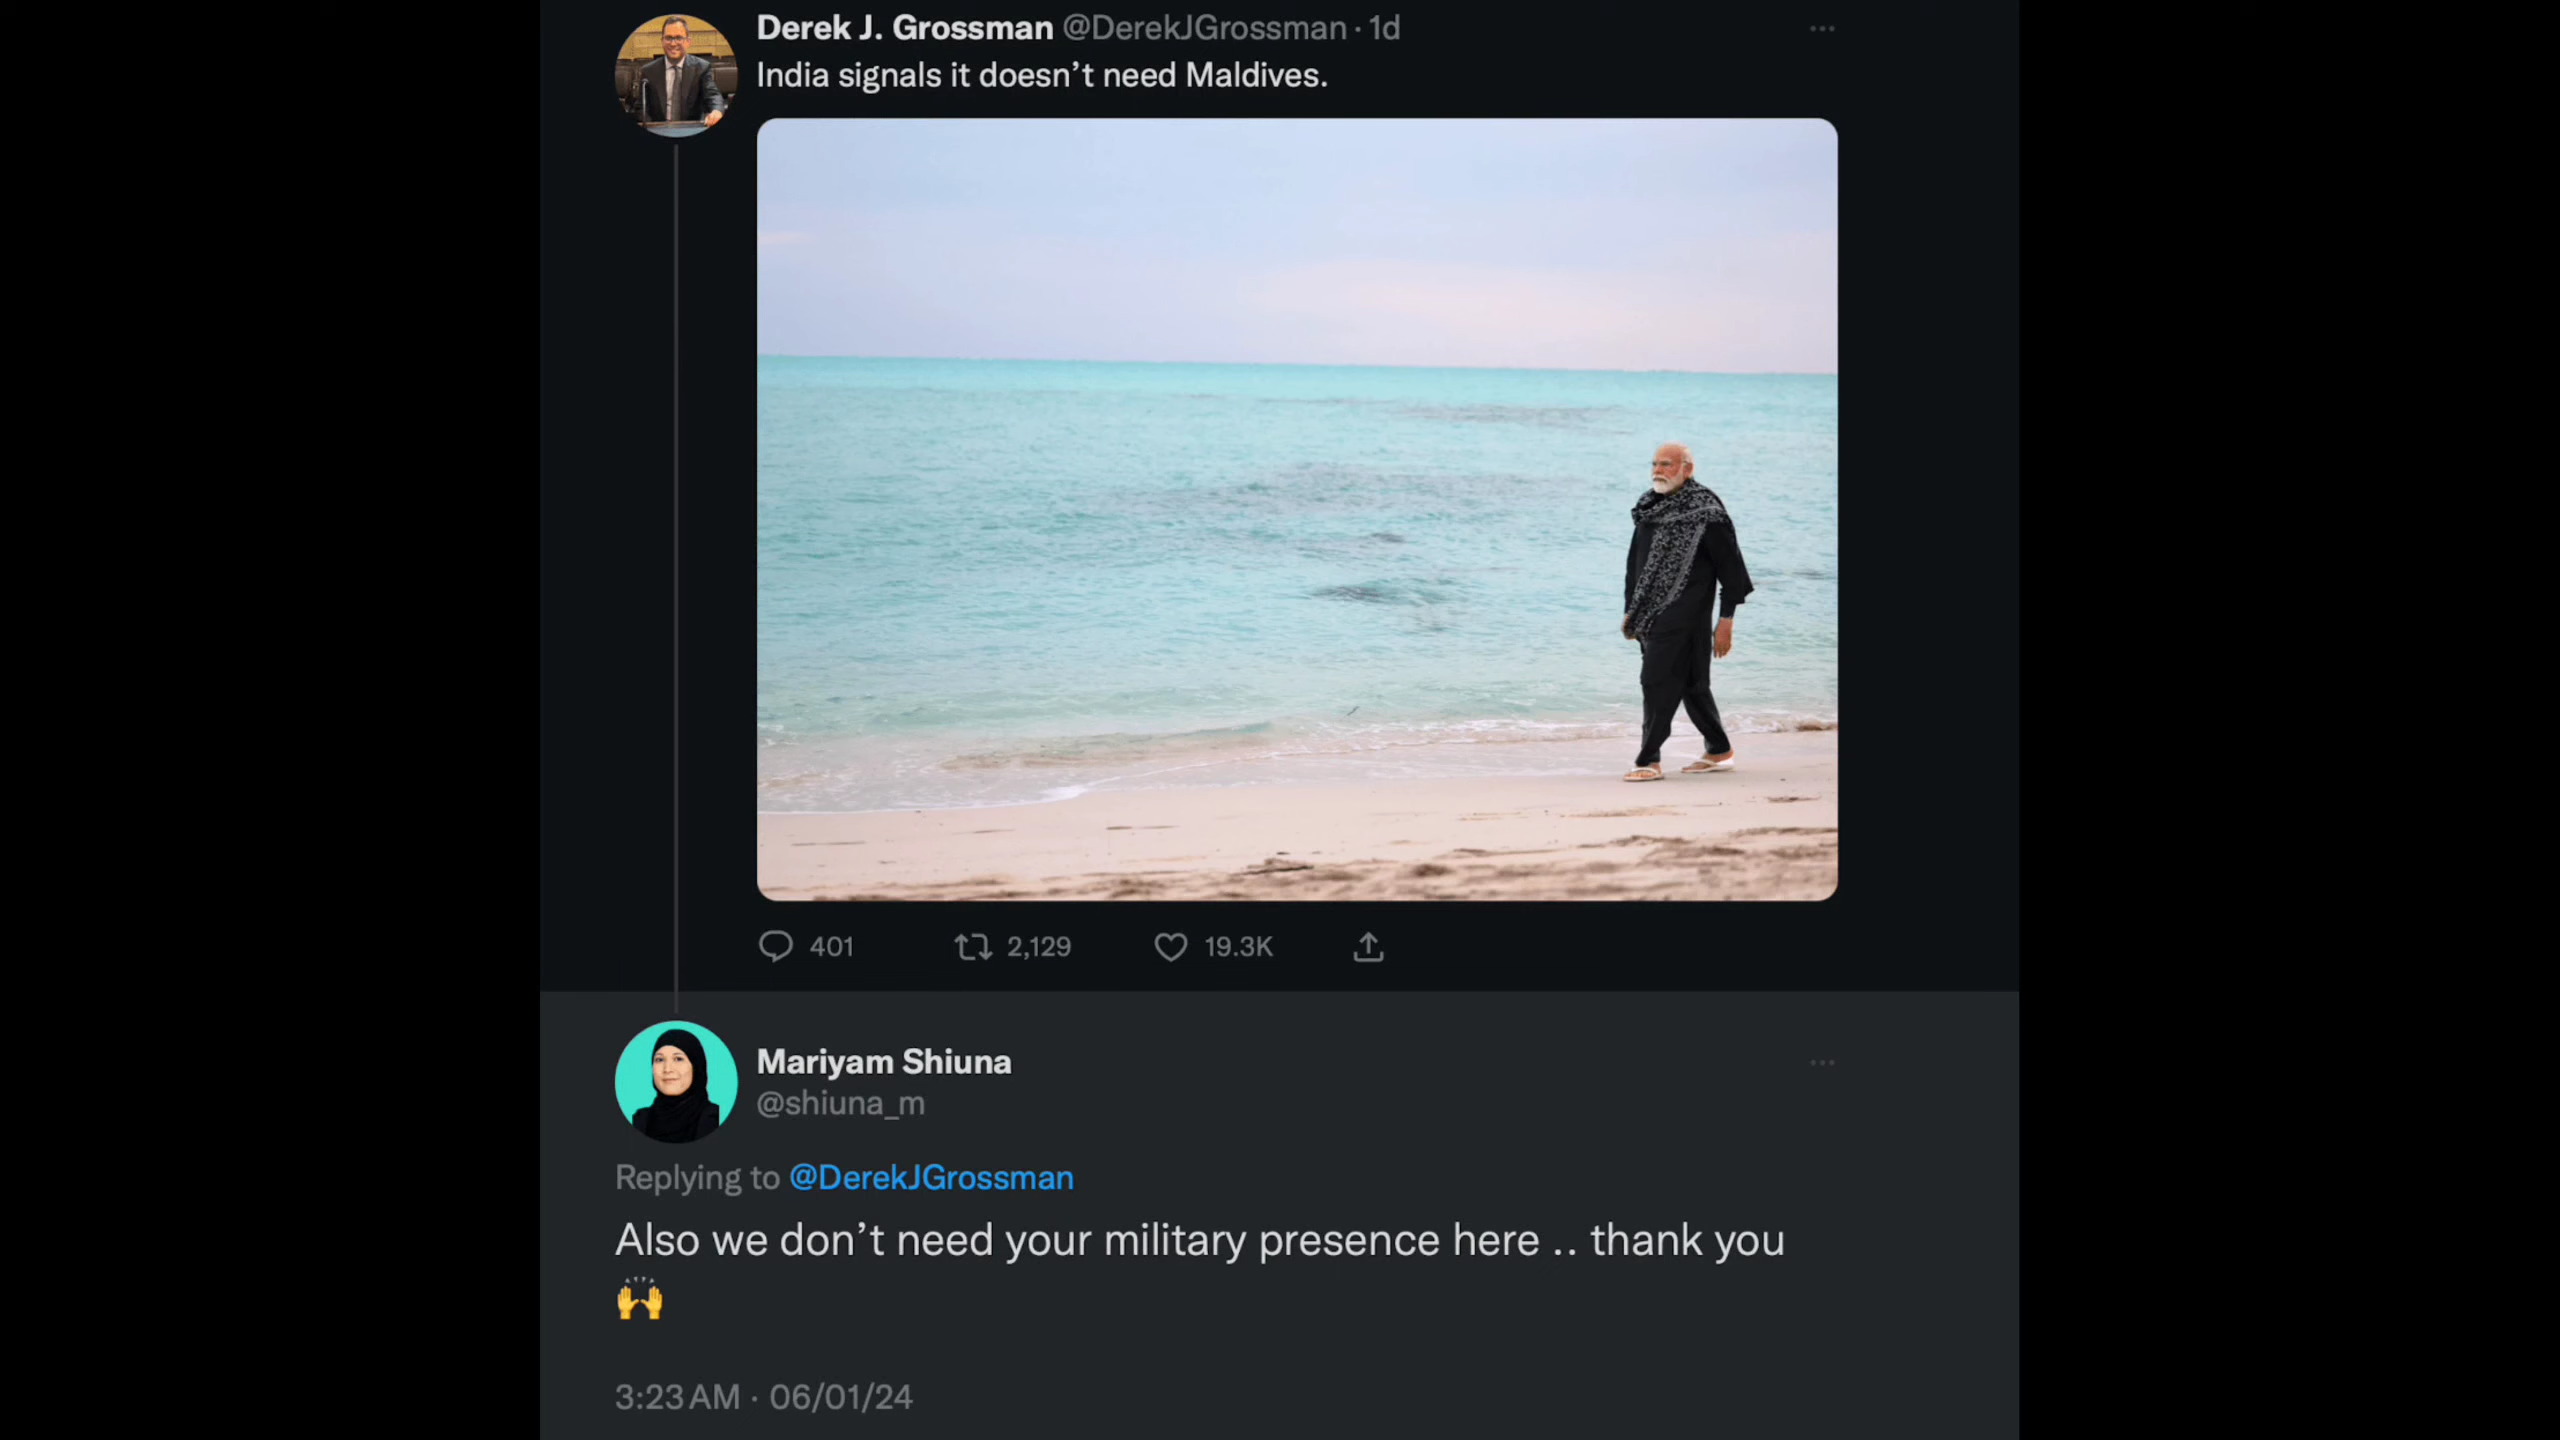 Derek J. Grossman @DerekJGrossman · 1d
India signals it doesn’t need Maldives.
401 2,129 19.3K
Mariyam Shiuna
@shiuna_m
Replying to @DerekJGrossman
Also we don’t need your military presence here .. thank you
🙌
3:23 AM · 06/01/24